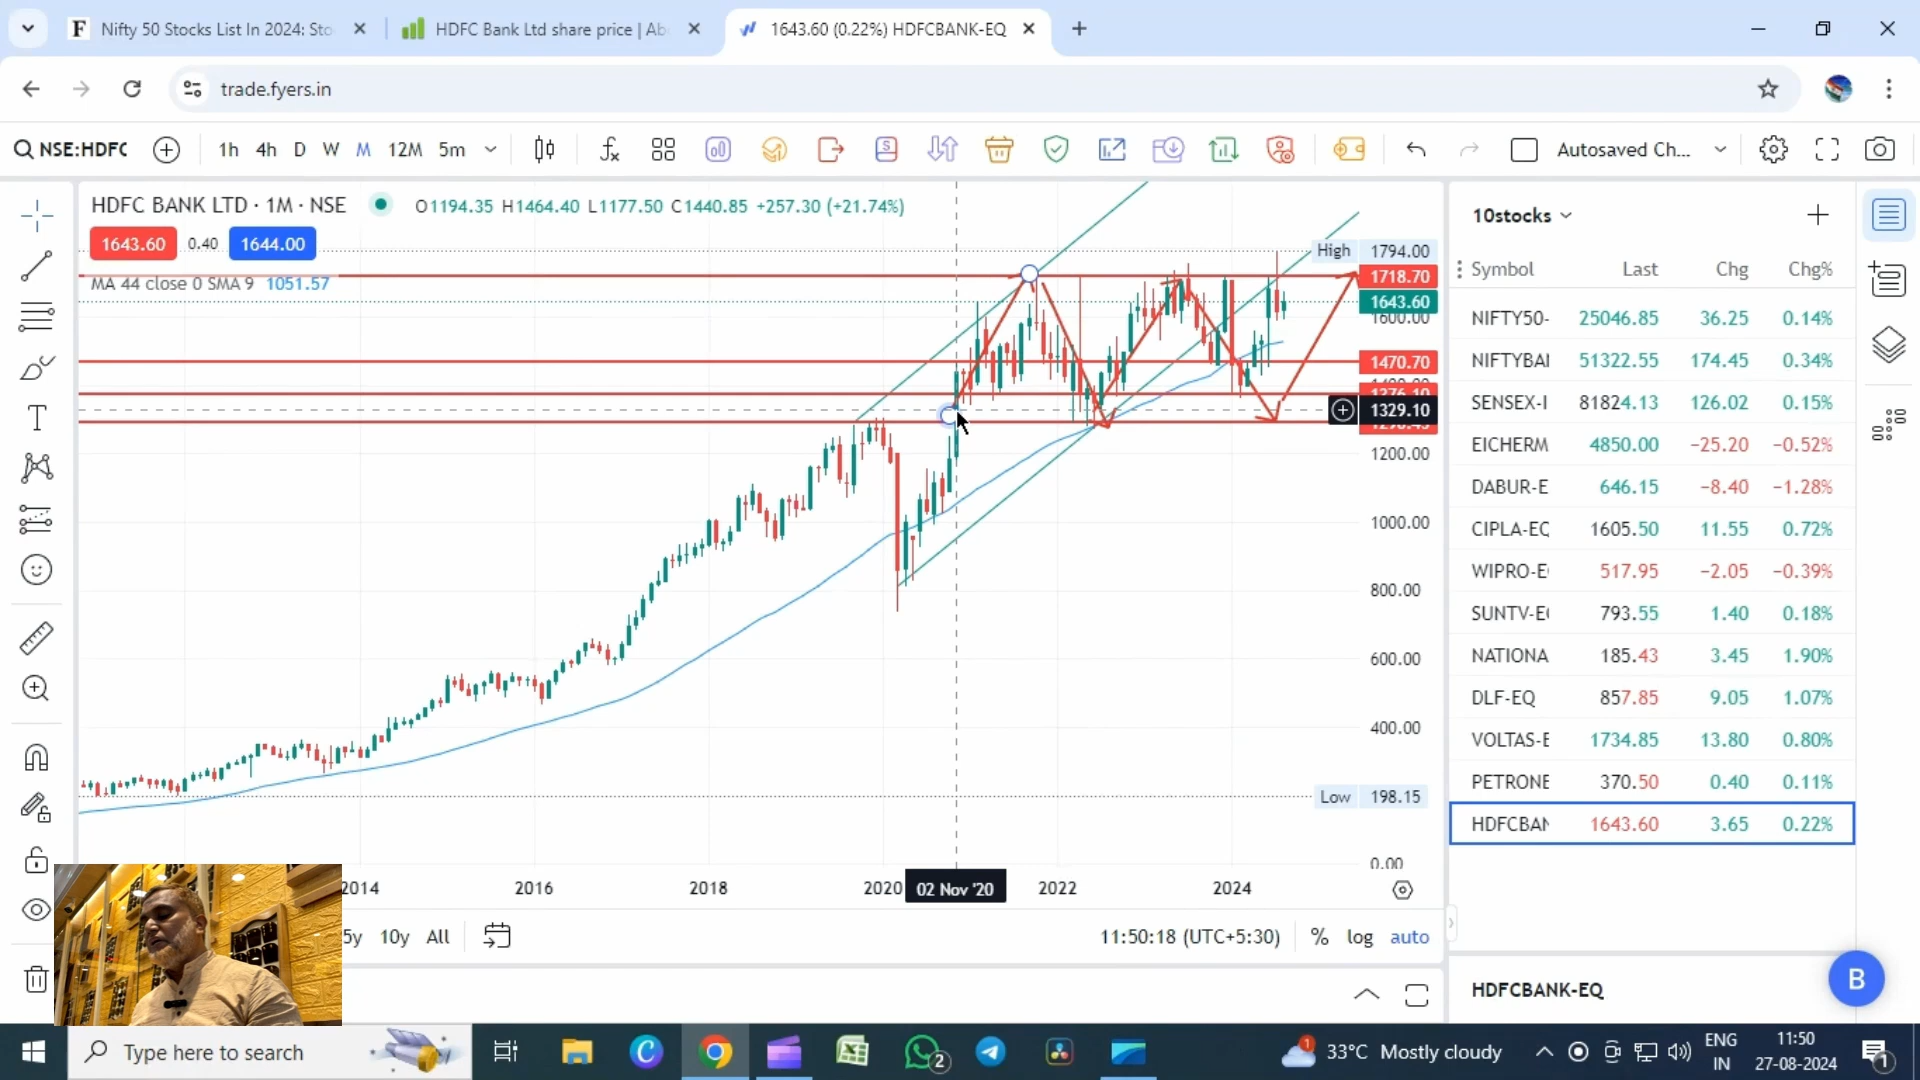 Nifty 50 Stocks List In 2024: Sto
HDFC Bank Ltd share price | Ab
1643.60 (0.22%) HDFCBANK-EQ
trade.fyers.in
NSE:HDFC
1h 4h D W M 12M 5m
Autosaved Ch...
HDFC BANK LTD · 1M · NSE
O1194.35 H1464.40 L1177.50 C1440.85 +257.30 (+21.74%)
1643.60 0.40 1644.00
MA 44 close 0 SMA 9 1051.57
High 1794.00
1718.70
1643.60
1600.00
1470.70
1329.10
1200.00
1000.00
800.00
600.00
400.00
Low 198.15
0.00
2014 2016 2018 2020 02 Nov '20 2022 2024
5y 10y All
11:50:18 (UTC+5:30) % log auto
10stocks
Symbol Last Chg Chg%
NIFTY50- 25046.85 36.25 0.14%
NIFTYBAI 51322.55 174.45 0.34%
SENSEX-I 81824.13 126.02 0.15%
EICHERM 4850.00 −25.20 −0.52%
DABUR-E 646.15 −8.40 −1.28%
CIPLA-EQ 1605.50 11.55 0.72%
WIPRO-E 517.95 −2.05 −0.39%
SUNTV-E 793.55 1.40 0.18%
NATIONA 185.43 3.45 1.90%
DLF-EQ 857.85 9.05 1.07%
VOLTAS-E 1734.85 13.80 0.80%
PETRONE 370.50 0.40 0.11%
HDFCBAN 1643.60 3.65 0.22%
HDFCBANK-EQ
B
Type here to search
2
1
33°C Mostly cloudy
ENG
IN
11:50
27-08-2024
1